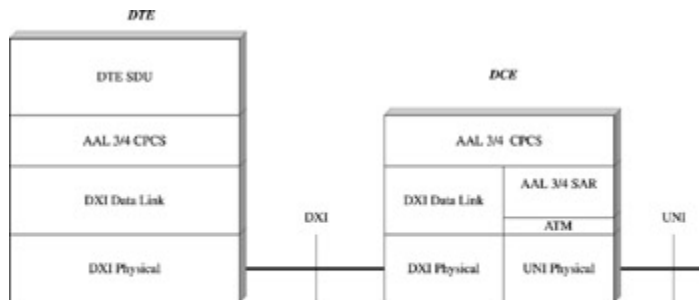 DTE
DTE SDU
AAL 3/4 CPCS
DXI Data Link
DXI Physical
DXI
DCE
AAL 3/4 CPCS
DXI Data Link
AAL 3/4 SAR
ATM
DXI Physical
UNI Physical
UNI